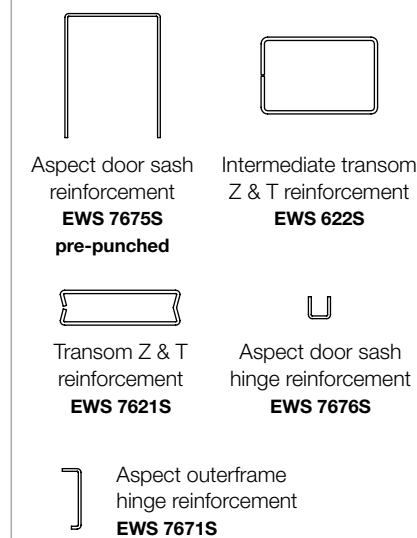 Aspect door sash
reinforcement
EWS 7675S
pre-punched
Intermediate transom
Z & T reinforcement
EWS 622S
Transom Z & T
reinforcement
EWS 7621S
Aspect door sash
hinge reinforcement
EWS 7676S
Aspect outerframe
hinge reinforcement
EWS 7671S